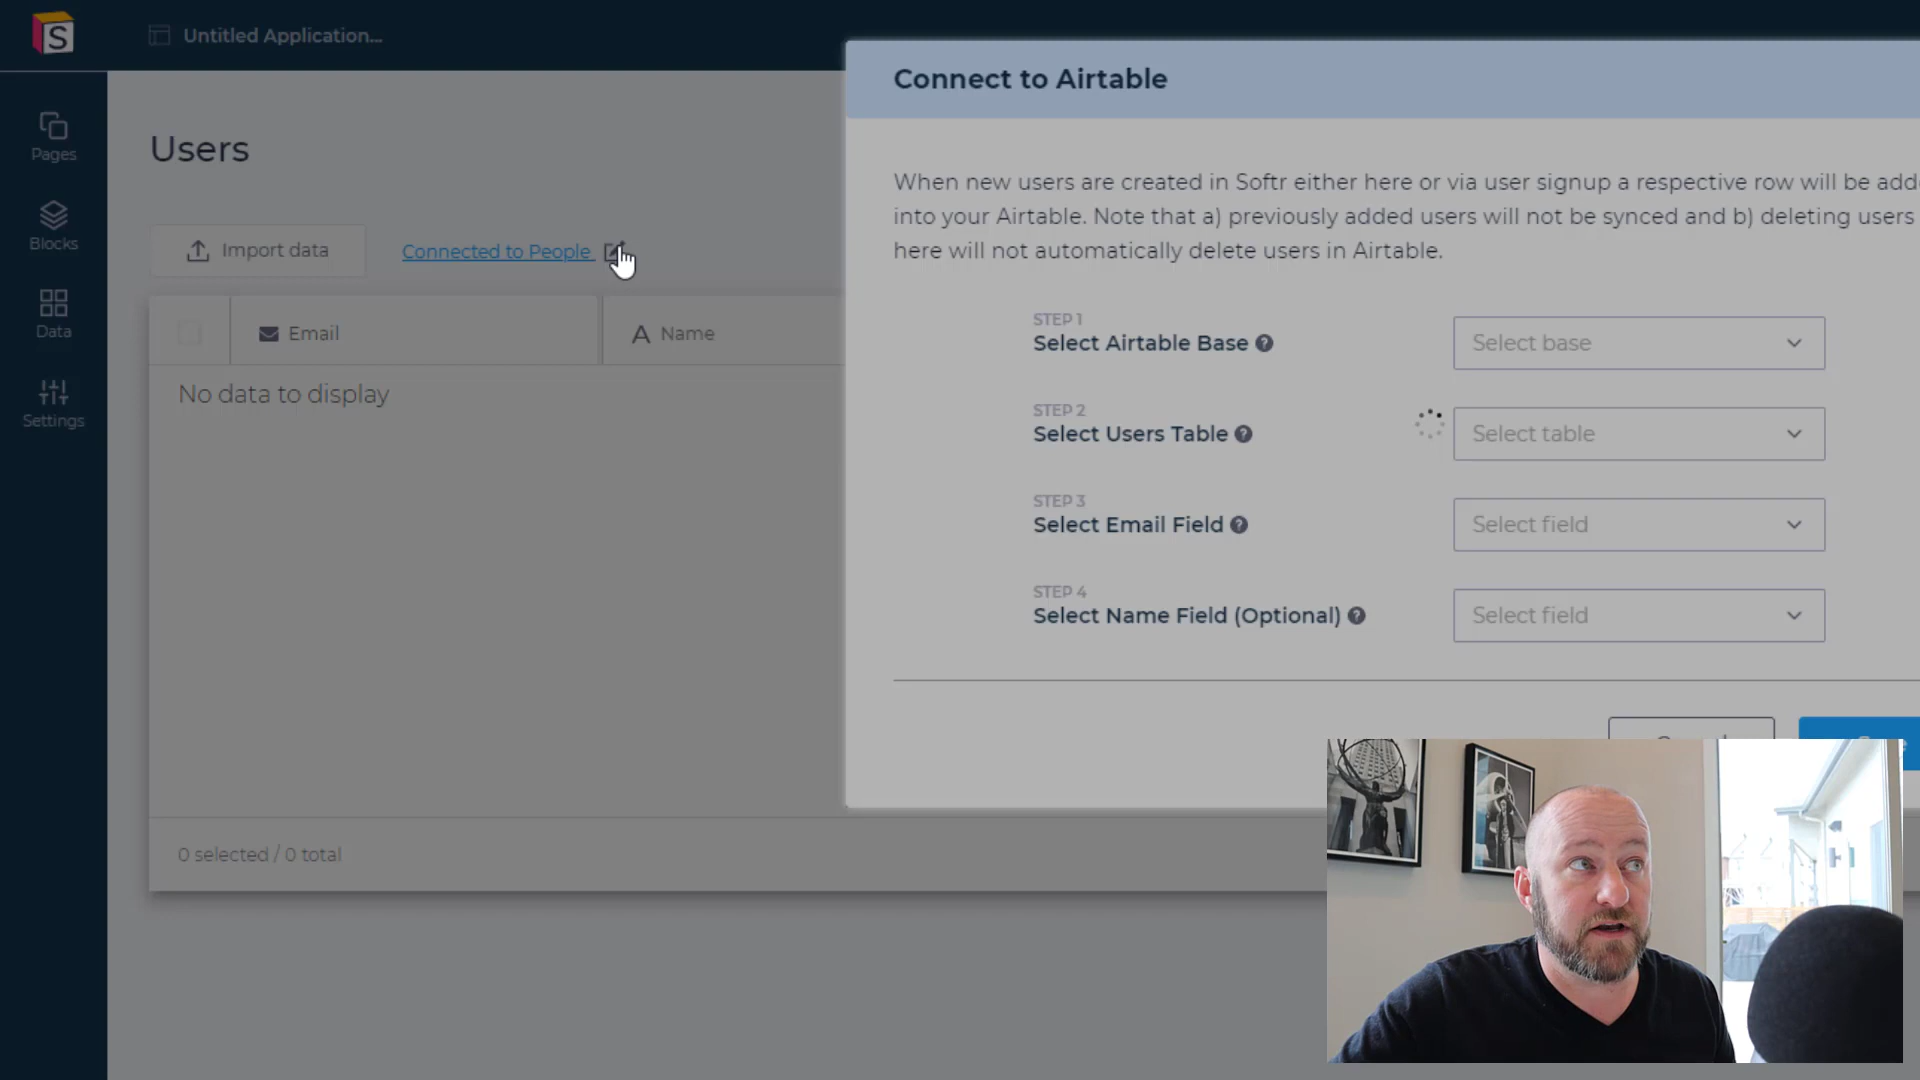 S
Untitled Application...
Connect to Airtable
Pages
Blocks
Data
Settings
Users
Import data
Connected to People
Email
Name
No data to display
0 selected / 0 total
When new users are created in Softr either here or via user signup a respective row will be
into your Airtable. Note that a) previously added users will not be synced and b) deleting users
here will not automatically delete users in Airtable.
STEP 1
Select Airtable Base ?
Select base
STEP 2
Select Users Table ?
Select table
STEP 3
Select Email Field ?
Select field
STEP 4
Select Name Field (Optional) ?
Select field